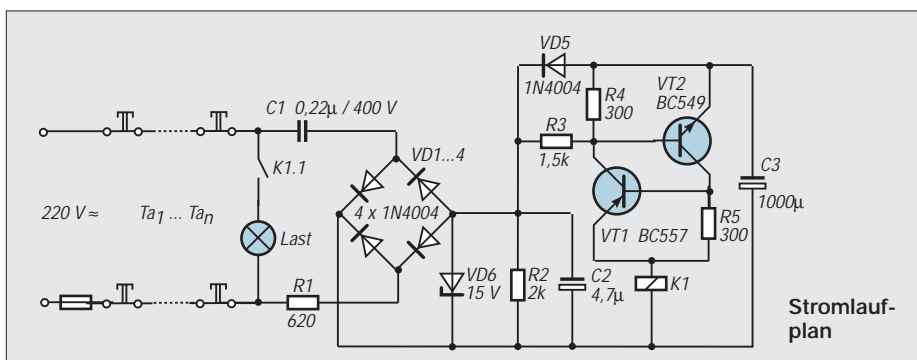 VD5
1N4004
VT2
BC549
R4
300
C1 0,22µ / 400 V
R3
1,5k
VD1...4
K1.1
C3
1000µ
220 V≈
Ta1 ... Tan
4 x 1N4004
Last
R5
300
VT1 BC557
VD6
15 V
R1
620
R2
2k
C2
4,7µ
K1
Stromlauf-
plan